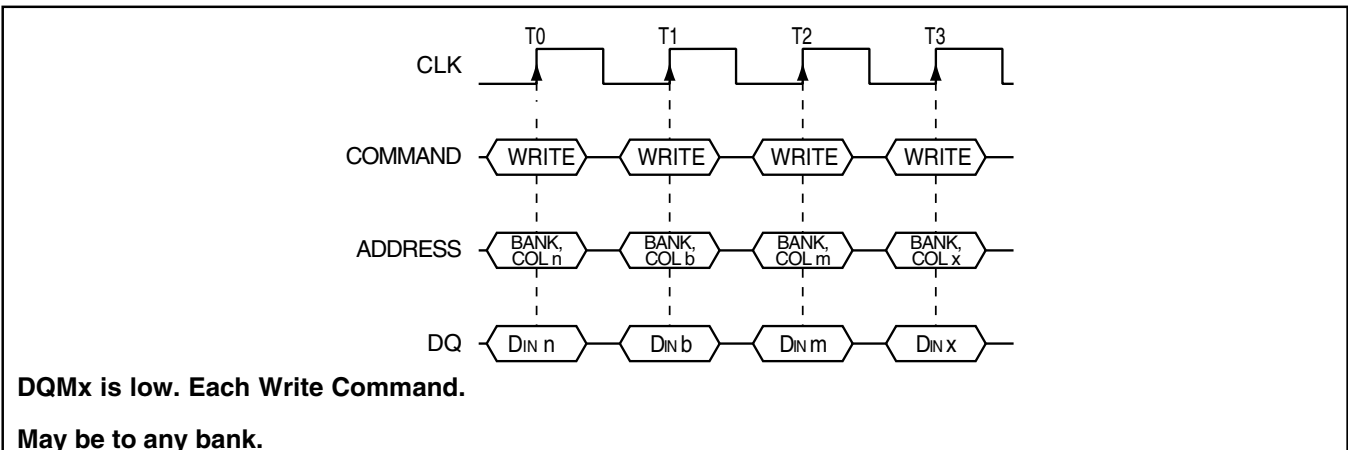 T0 T1 T2 T3
CLK
COMMAND WRITE WRITE WRITE WRITE
ADDRESS BANK, COL n BANK, COL b BANK, COL m BANK, COL x
DQ DIN n DIN b DIN m DIN x
DQMx is low. Each Write Command.
May be to any bank.